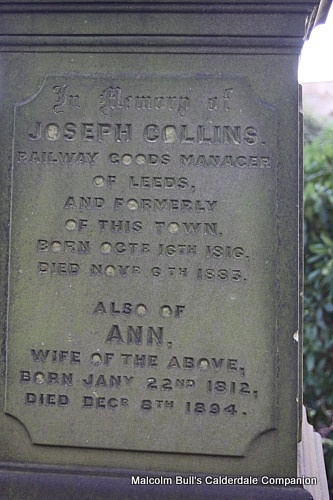 In Memory of
JOSEPH COLLINS.
RAILWAY GOODS MANAGER
OF LEEDS,
AND FORMERLY
OF THIS TOWN.
BORN OCTR 16TH 1816.
DIED NOVR 6TH 1883.
ALSO OF
ANN,
WIFE OF THE ABOVE,
BORN JANY 22ND 1812,
DIED DECR 8TH 1894.
Malcolm Bull's Calderdale Companion